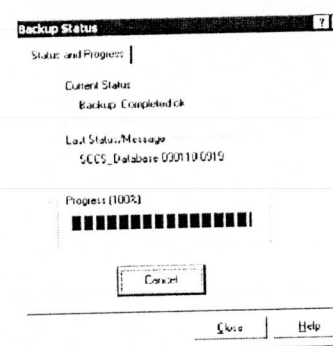 Backup Status
?
Status and Progress
Current Status
Backup Completed ok
Last Status/Message
SCCS_Database 090110 0919
Progress (100%)
Cancel
Close
Help